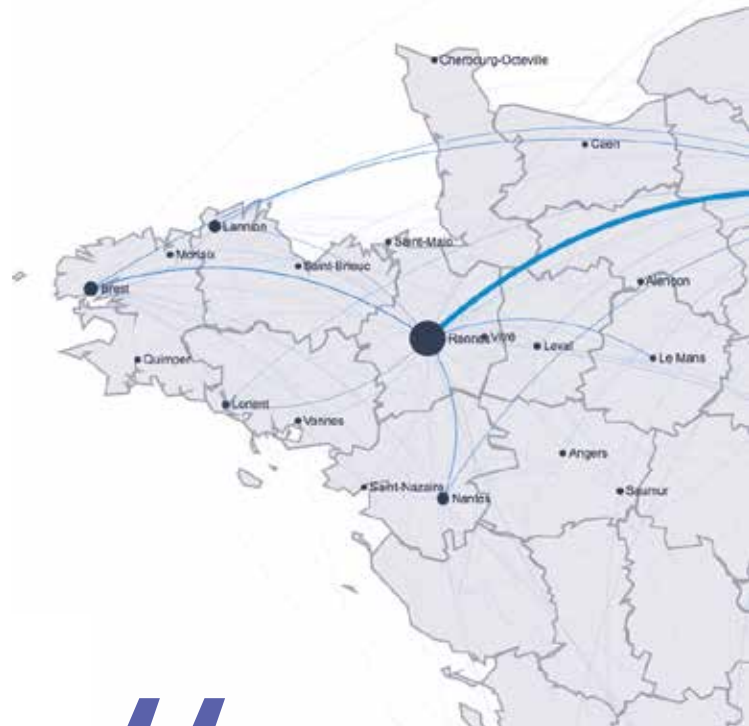 Cherbourg-Octeville
Caen
Lannion
Saint-Malo
Morlaix
Saint-Brieuc
Brest
Alençon
Rennes
Vitré
Laval
Le Mans
Quimper
Lorient
Vannes
Angers
Saint-Nazaire
Nantes
Saumur